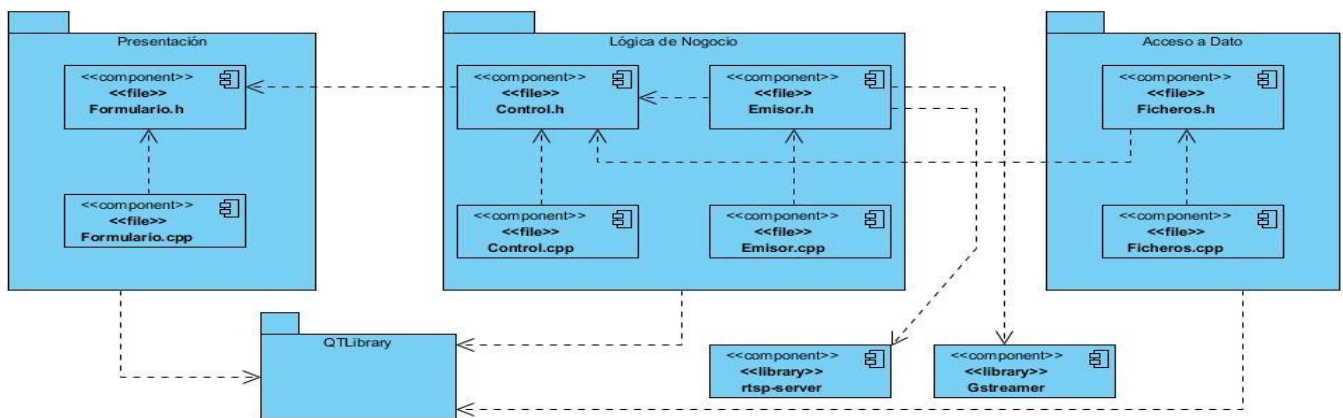 Presentación
<<component>>
<<file>>
Formulario.h
<<component>>
<<file>>
Formulario.cpp
Lógica de Nogocio
<<component>>
<<file>>
Control.h
<<component>>
<<file>>
Emisor.h
<<component>>
<<file>>
Control.cpp
<<component>>
<<file>>
Emisor.cpp
Acceso a Dato
<<component>>
<<file>>
Ficheros.h
<<component>>
<<file>>
Ficheros.cpp
QTLibrary
<<component>>
<<library>>
rtsp-server
<<component>>
<<library>>
Gstreamer